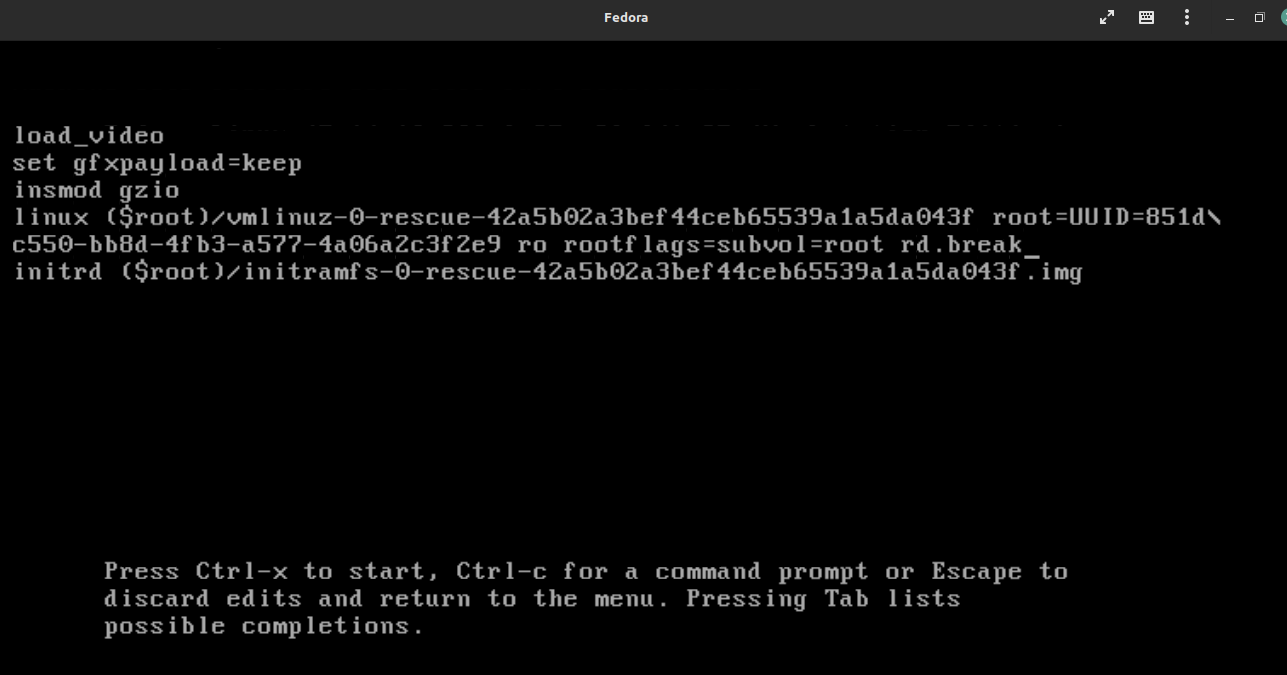 Fedora
load_video
set gfxpayload=keep
insmod gzio
linux ($root)/vmlinuz-0-rescue-42a5b02a3bef44ceb65539a1a5da043f root=UUID=851d\
c550-bb8d-4fb3-a577-4a06a2c3f2e9 ro rootflags=subvol=root rd.break_
initrd ($root)/initramfs-0-rescue-42a5b02a3bef44ceb65539a1a5da043f.img
Press Ctrl-x to start, Ctrl-c for a command prompt or Escape to
discard edits and return to the menu. Pressing Tab lists
possible completions.